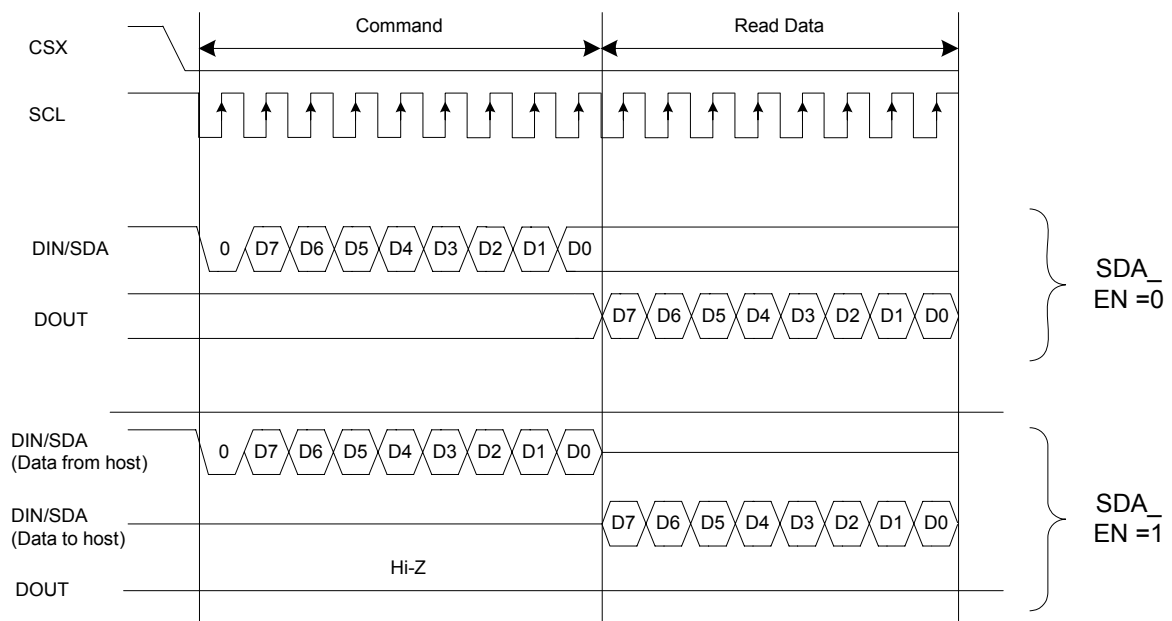 Command Read Data
CSX
SCL
DIN/SDA 0 D7 D6 D5 D4 D3 D2 D1 D0
SDA_
EN =0
DOUT D7 D6 D5 D4 D3 D2 D1 D0
DIN/SDA
(Data from host) 0 D7 D6 D5 D4 D3 D2 D1 D0
DIN/SDA
(Data to host) D7 D6 D5 D4 D3 D2 D1 D0
SDA_
EN =1
Hi-Z
DOUT